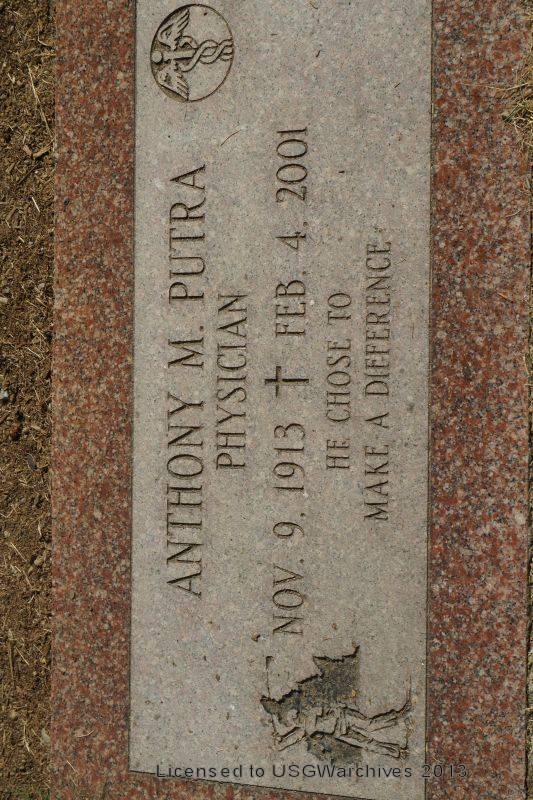 ANTHONY M. PUTRA
PHYSICIAN
NOV. 9, 1913 FEB. 4, 2001
HE CHOSE TO
MAKE A DIFFERENCE
Licensed to USGWarchives 2013